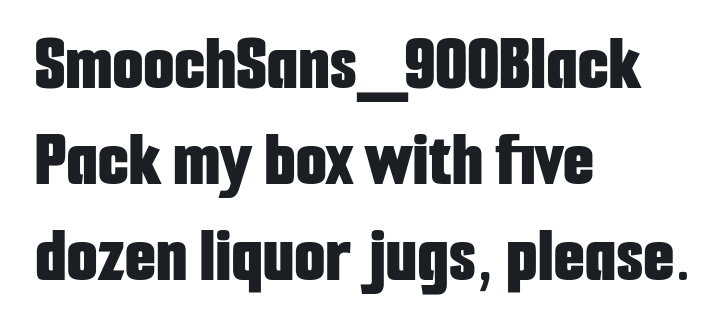 SmoochSans_900Black
Pack my box with five
dozen liquor jugs, please.